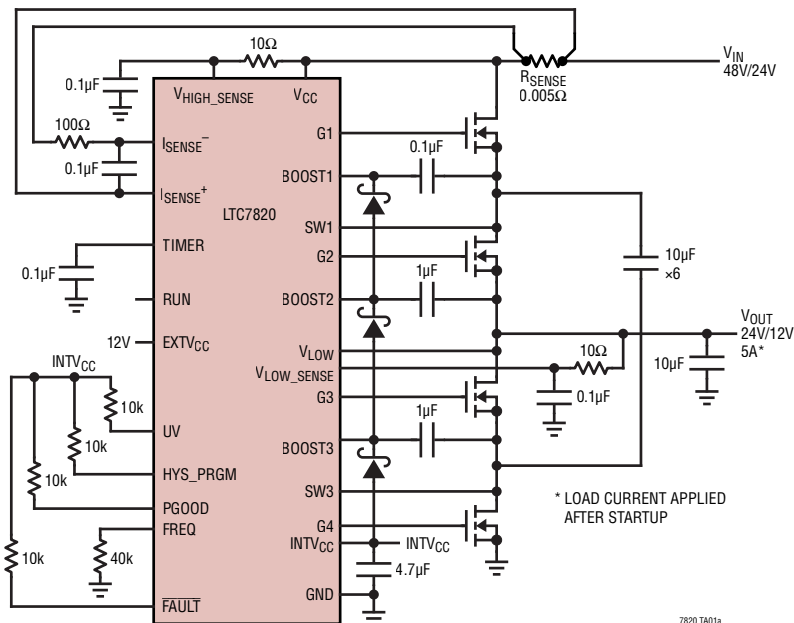 10Ω
V_IN
48V/24V
R_SENSE
0.005Ω
0.1µF
V_HIGH_SENSE
V_CC
100Ω
I_SENSE⁻
G1
0.1µF
0.1µF
BOOST1
I_SENSE⁺
LTC7820
SW1
TIMER
G2
10µF
×6
0.1µF
1µF
RUN
BOOST2
V_OUT
24V/12V
5A*
12V
EXTV_CC
V_LOW
10Ω
10µF
V_LOW_SENSE
INTV_CC
0.1µF
10k
G3
1µF
UV
10k
BOOST3
HYS_PRGM
10k
SW3
* LOAD CURRENT APPLIED
AFTER STARTUP
PGOOD
FREQ
G4
INTV_CC
INTV_CC
10k
40k
4.7µF
GND
FAULT
7820 TA01a